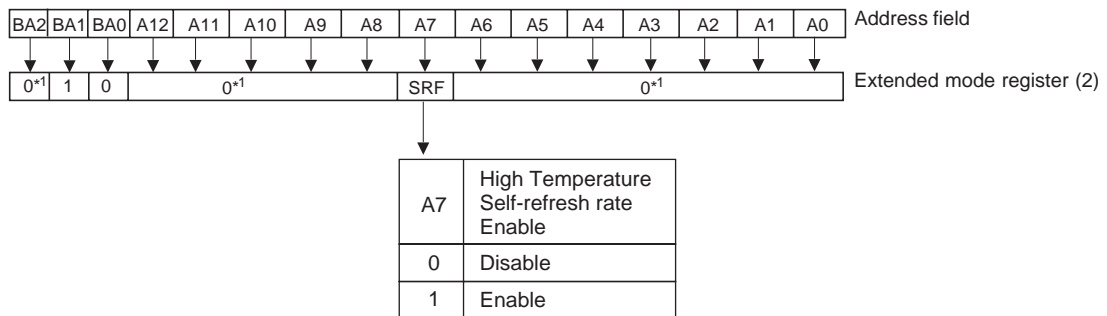 BA2 BA1 BA0 A12 A11 A10 A9 A8 A7 A6 A5 A4 A3 A2 A1 A0 Address field
0*1 1 0 0*1 SRF 0*1 Extended mode register (2)
A7 High Temperature
Self-refresh rate
Enable
0 Disable
1 Enable